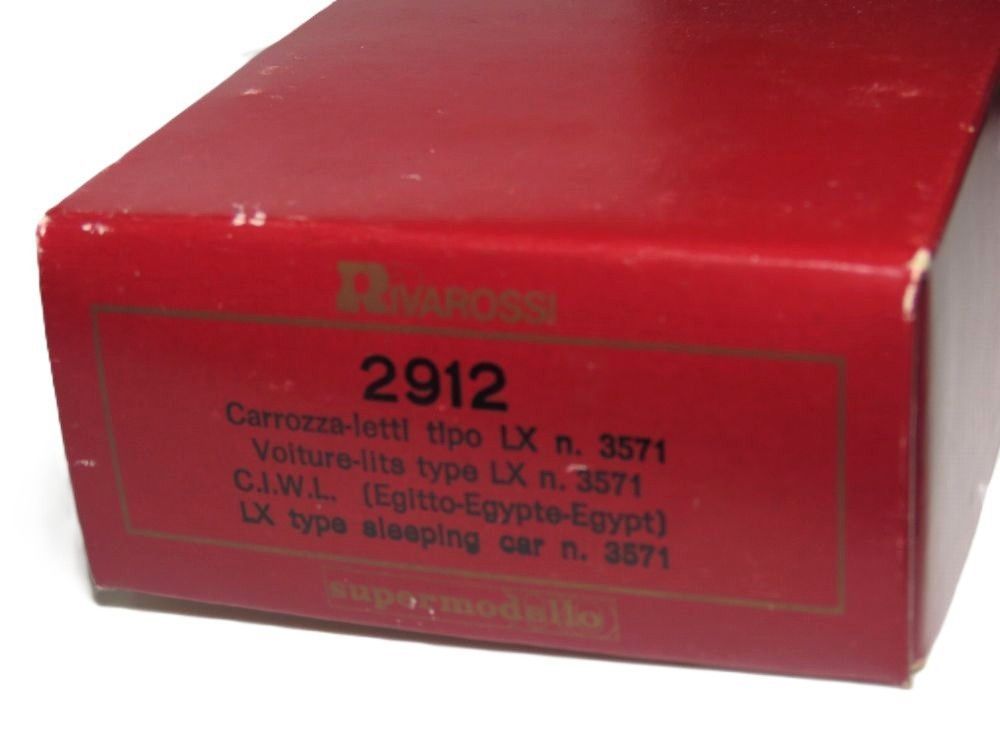 RIVAROSSI
2912
Carrozza-letti tipo LX n. 3571
Voiture-lits type LX n. 3571
C.I.W.L. (Egitto-Egypte-Egypt)
LX type sleeping car n. 3571
supermodello